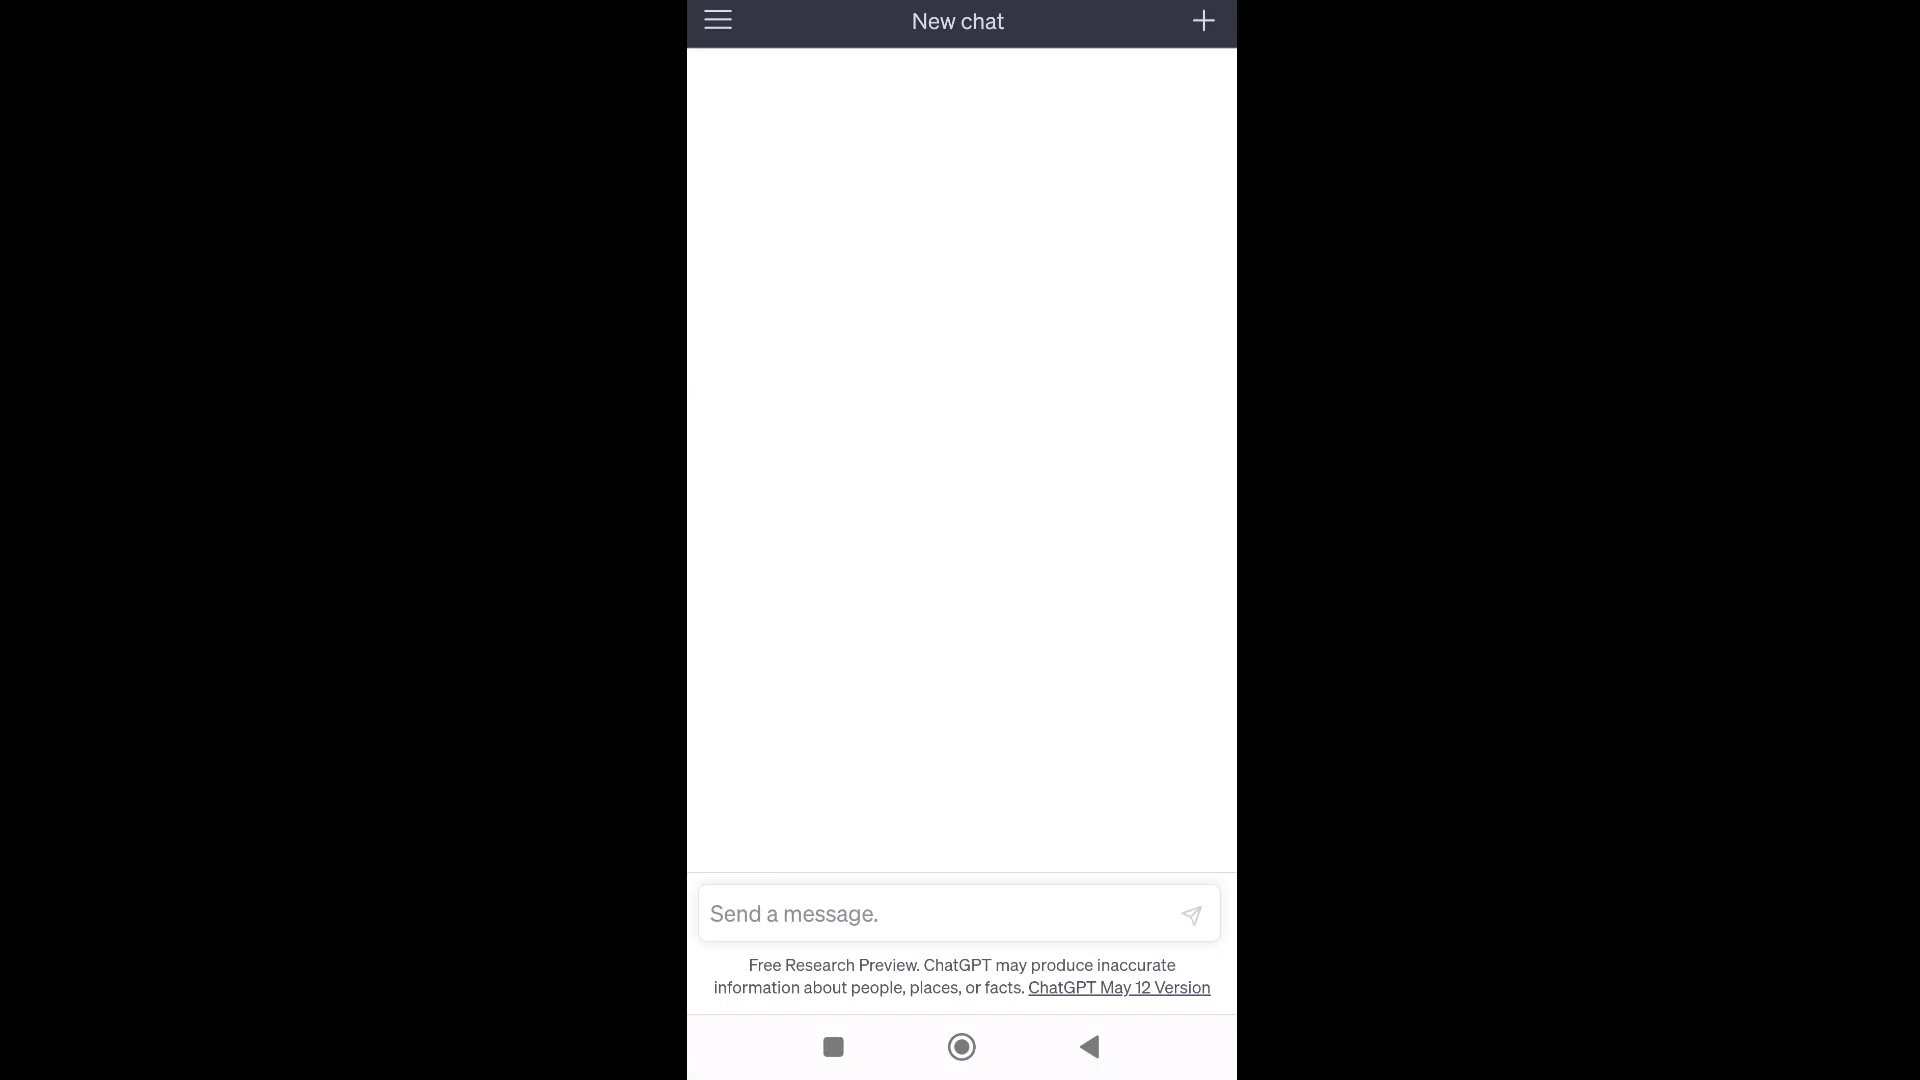 New chat
Send a message.
Free Research Preview. ChatGPT may produce inaccurate
information about people, places, or facts. ChatGPT May 12 Version